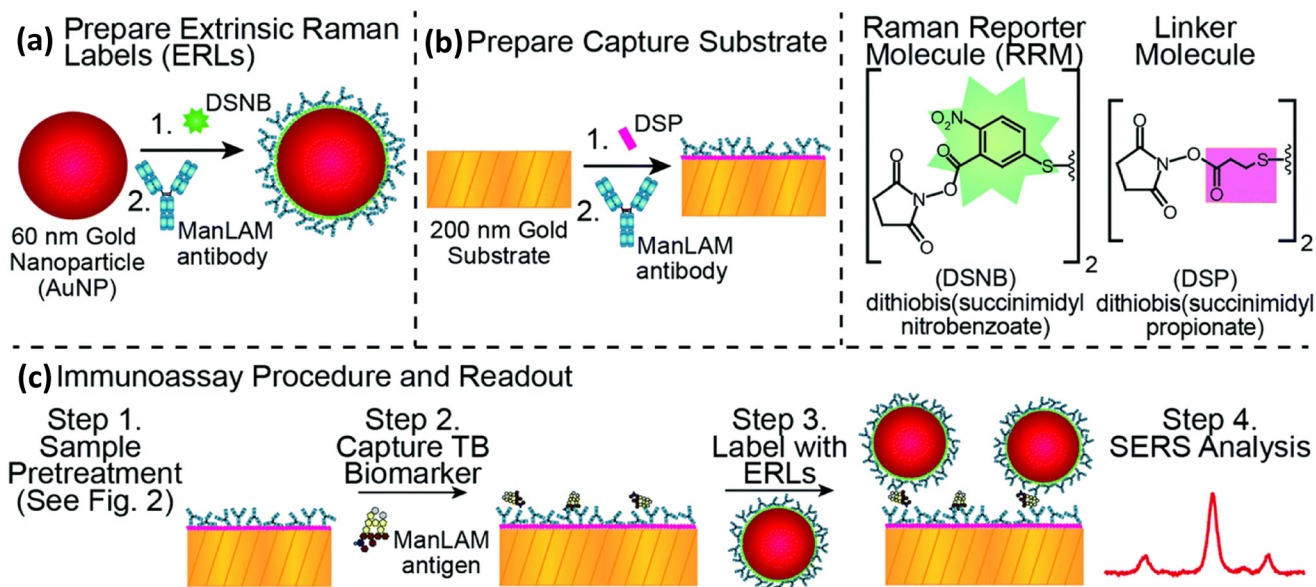 (a) Prepare Extrinsic Raman
Labels (ERLs)
1.
DSNB
2.
ManLAM
antibody
60 nm Gold
Nanoparticle
(AuNP)
(b) Prepare Capture Substrate
1.
DSP
2.
ManLAM
antibody
200 nm Gold
Substrate
Raman Reporter
Molecule (RRM)
NO₂
O
O
S
O
N
O
O
2
(DSNB)
dithiobis(succinimidyl
nitrobenzoate)
Linker
Molecule
O
N
O
S
O
O
2
(DSP)
dithiobis(succinimidyl
propionate)
(c) Immunoassay Procedure and Readout
Step 1.
Sample
Pretreatment
(See Fig. 2)
Step 2.
Capture TB
Biomarker
ManLAM
antigen
Step 3.
Label with
ERLs
Step 4.
SERS Analysis